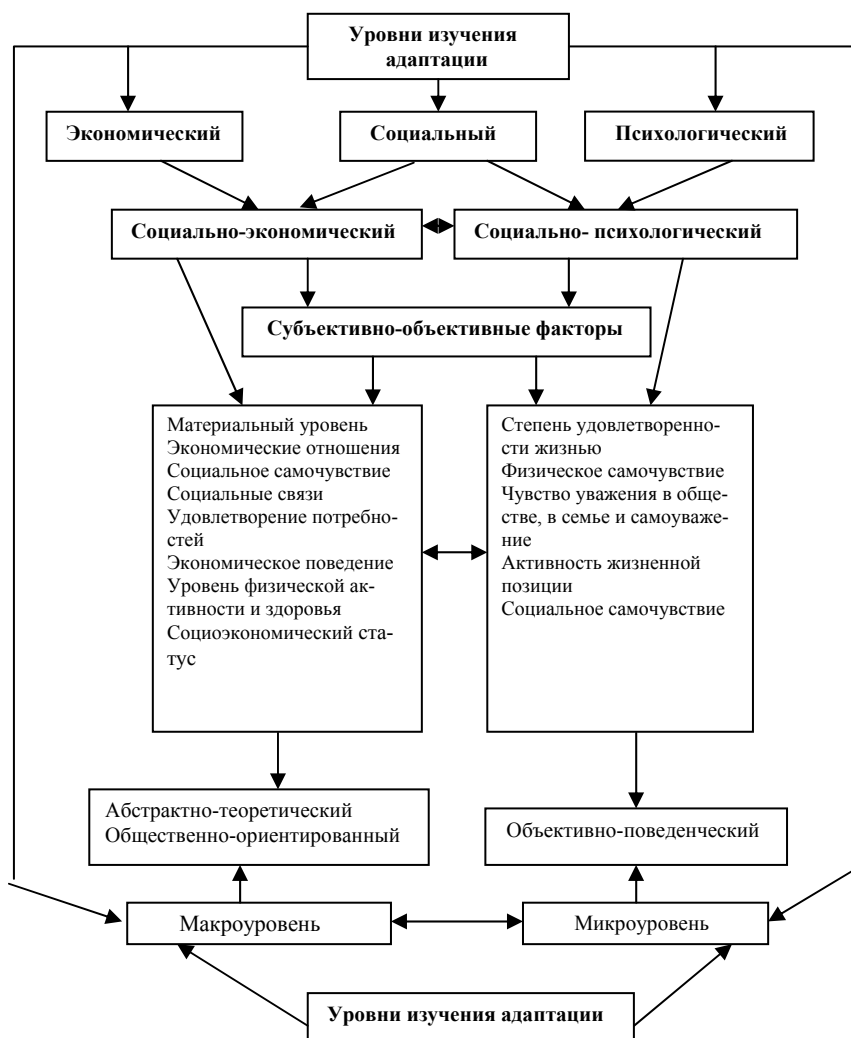 Уровни изучения
адаптации
Экономический
Социальный
Психологический
Социально-экономический
Социально- психологический
Субъективно-объективные факторы
Материальный уровень
Экономические отношения
Социальное самочувствие
Социальные связи
Удовлетворение потребно-
стей
Экономическое поведение
Уровень физической ак-
тивности и здоровья
Социоэкономический ста-
тус
Степень удовлетворенно-
сти жизнью
Физическое самочувствие
Чувство уважения в обще-
стве, в семье и самоуваже-
ние
Активность жизненной
позиции
Социальное самочувствие
Абстрактно-теоретический
Общественно-ориентированный
Объективно-поведенческий
Макроуровень
Микроуровень
Уровни изучения адаптации